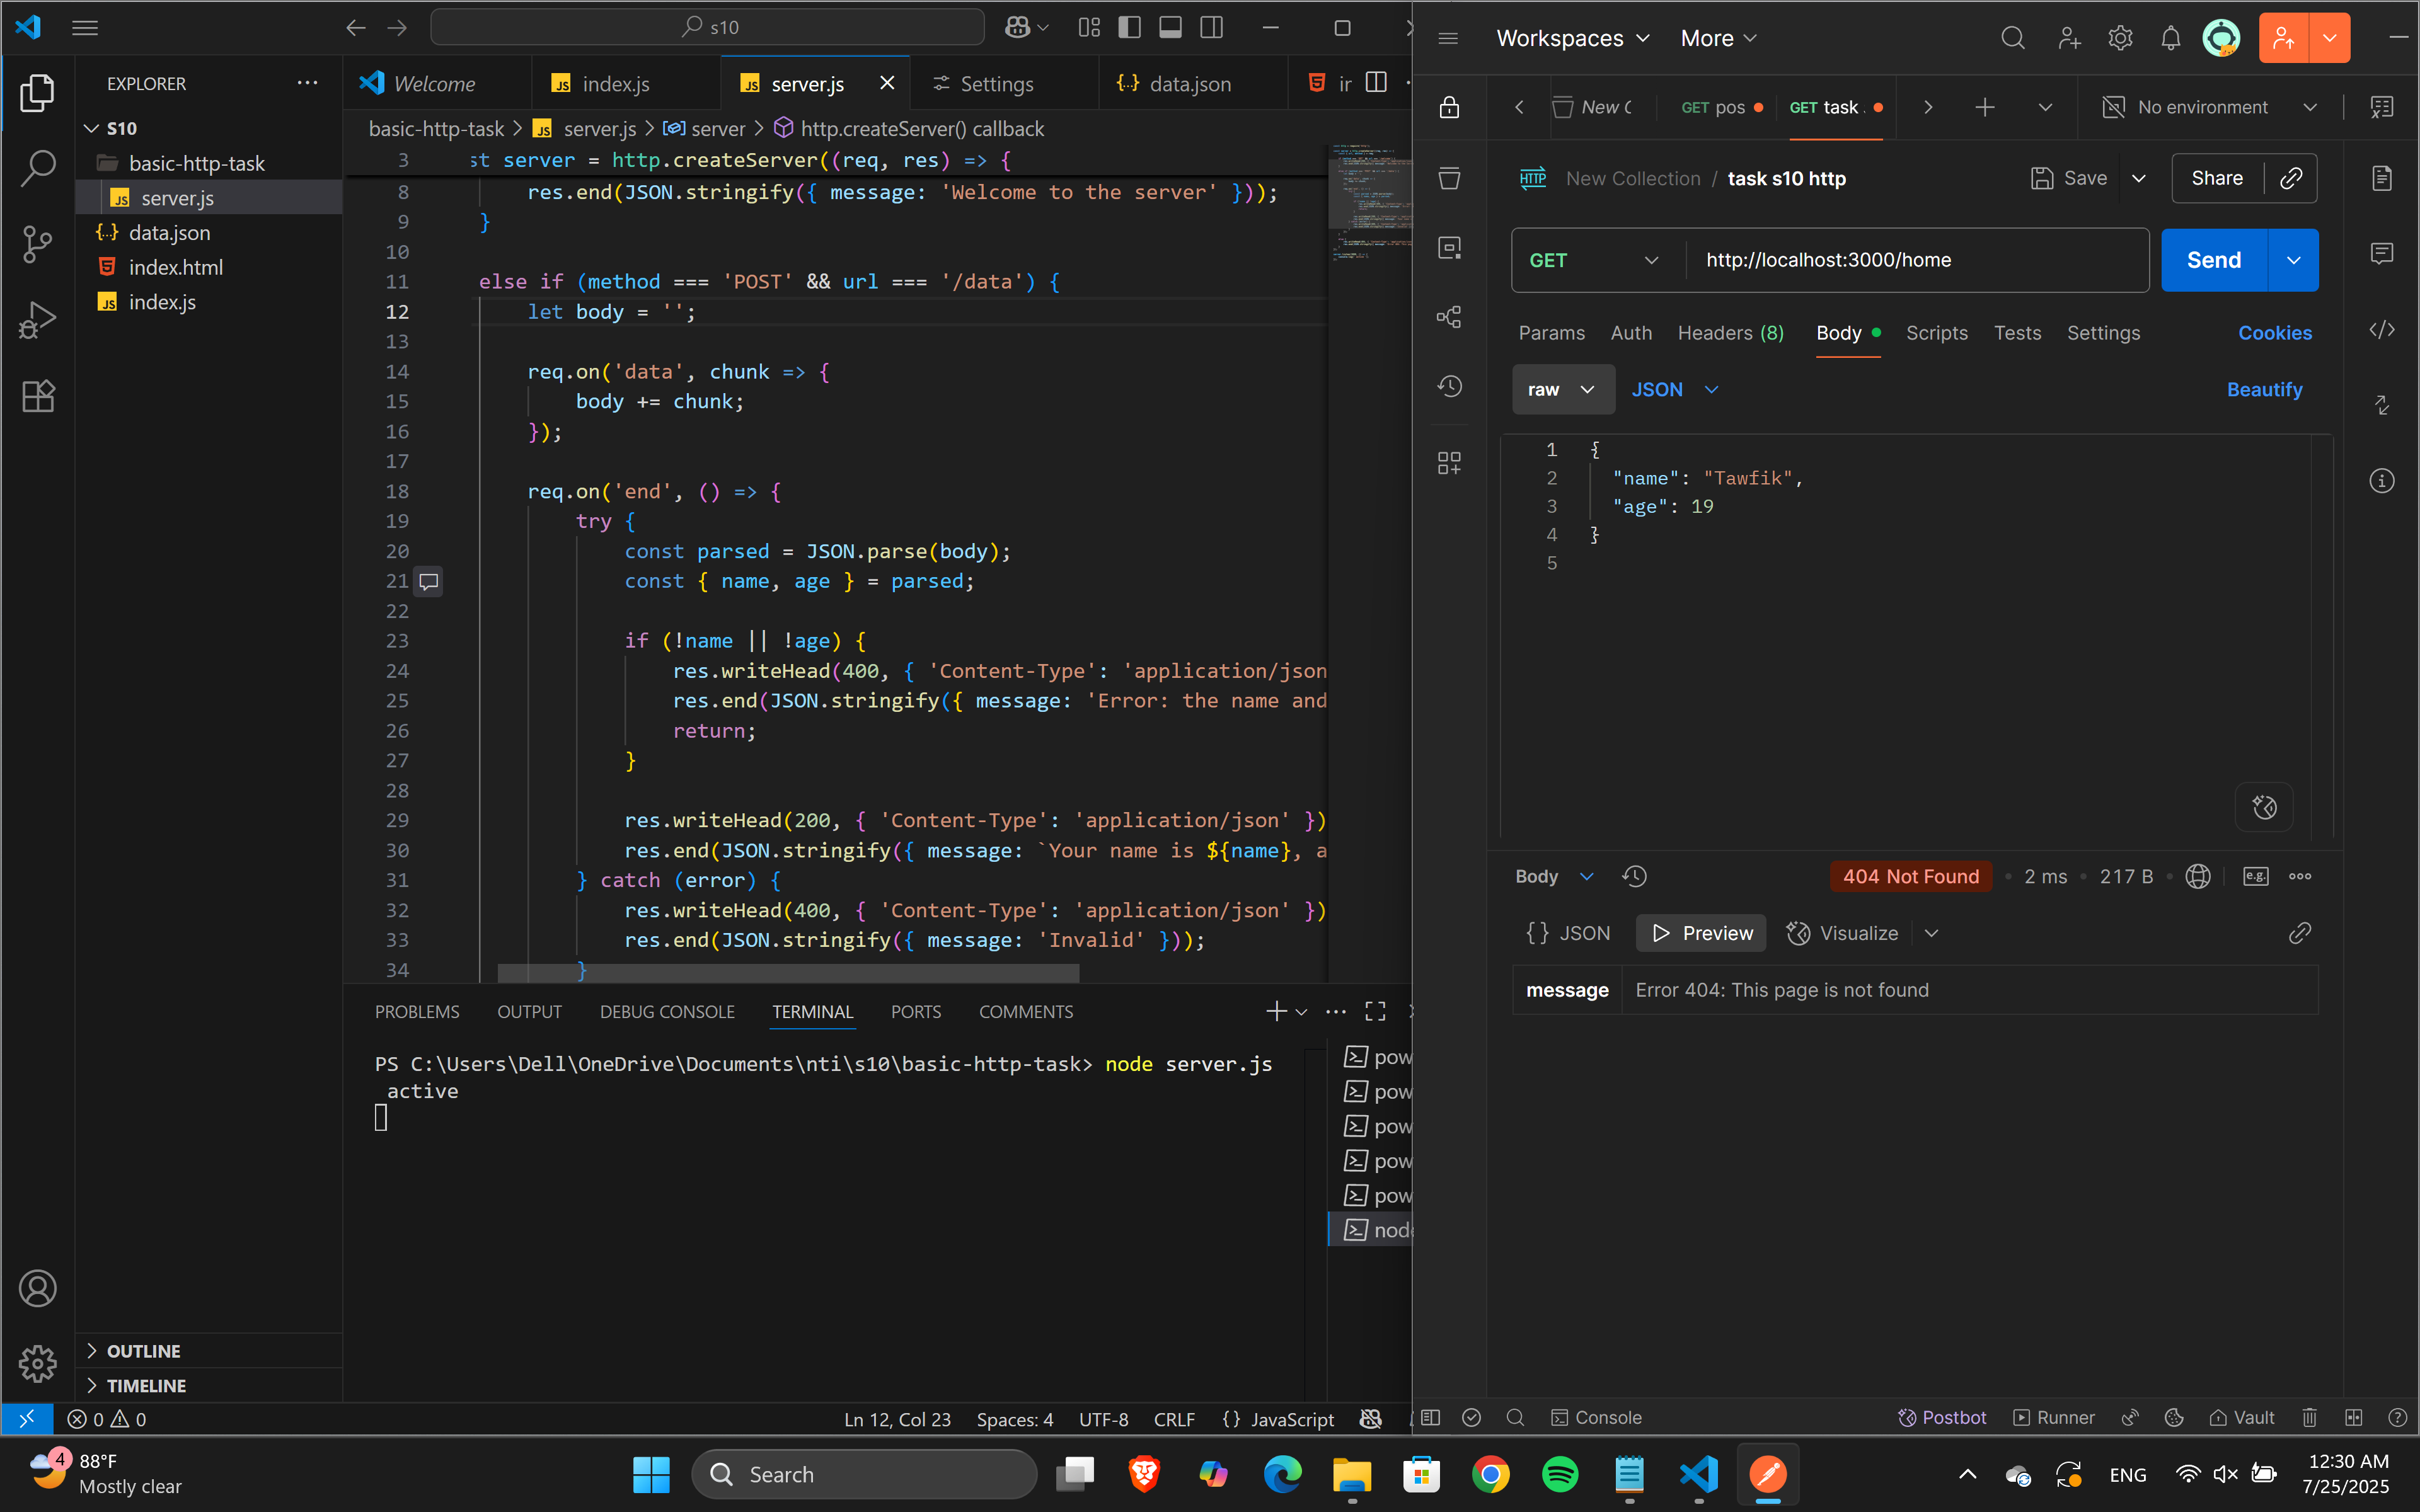 s10
EXPLORER
S10
basic-http-task
server.js
data.json
index.html
index.js
OUTLINE
TIMELINE
Welcome
index.js
server.js
Settings
data.json
basic-http-task > server.js > server > http.createServer() callback
3 st server = http.createServer((req, res) => {
8 res.end(JSON.stringify({ message: 'Welcome to the server' }));
9 }
10
11 else if (method === 'POST' && url === '/data') {
12 let body = '';
13
14 req.on('data', chunk => {
15 body += chunk;
16 });
17
18 req.on('end', () => {
19 try {
20 const parsed = JSON.parse(body);
21 const { name, age } = parsed;
22
23 if (!name || !age) {
24 res.writeHead(400, { 'Content-Type': 'application/json
25 res.end(JSON.stringify({ message: 'Error: the name and
26 return;
27 }
28
29 res.writeHead(200, { 'Content-Type': 'application/json' })
30 res.end(JSON.stringify({ message: `Your name is ${name}, a
31 } catch (error) {
32 res.writeHead(400, { 'Content-Type': 'application/json' })
33 res.end(JSON.stringify({ message: 'Invalid' }));
34 }
PROBLEMS OUTPUT DEBUG CONSOLE TERMINAL PORTS COMMENTS
PS C:\Users\Dell\OneDrive\Documents\nti\s10\basic-http-task> node server.js
active
pow
pow
pow
pow
pow
node
0 0
Ln 12, Col 23 Spaces: 4 UTF-8 CRLF {} JavaScript
Workspaces More
New C GET pos GET task No environment
HTTP New Collection / task s10 http Save Share
GET http://localhost:3000/home Send
Params Auth Headers (8) Body Scripts Tests Settings Cookies
raw JSON Beautify
1 {
2 "name": "Tawfik",
3 "age": 19
4 }
5
Body 404 Not Found • 2 ms • 217 B e.g.
{} JSON Preview Visualize
message Error 404: This page is not found
Console Postbot Runner Vault
4
88°F
Mostly clear
Search
ENG
12:30 AM
7/25/2025